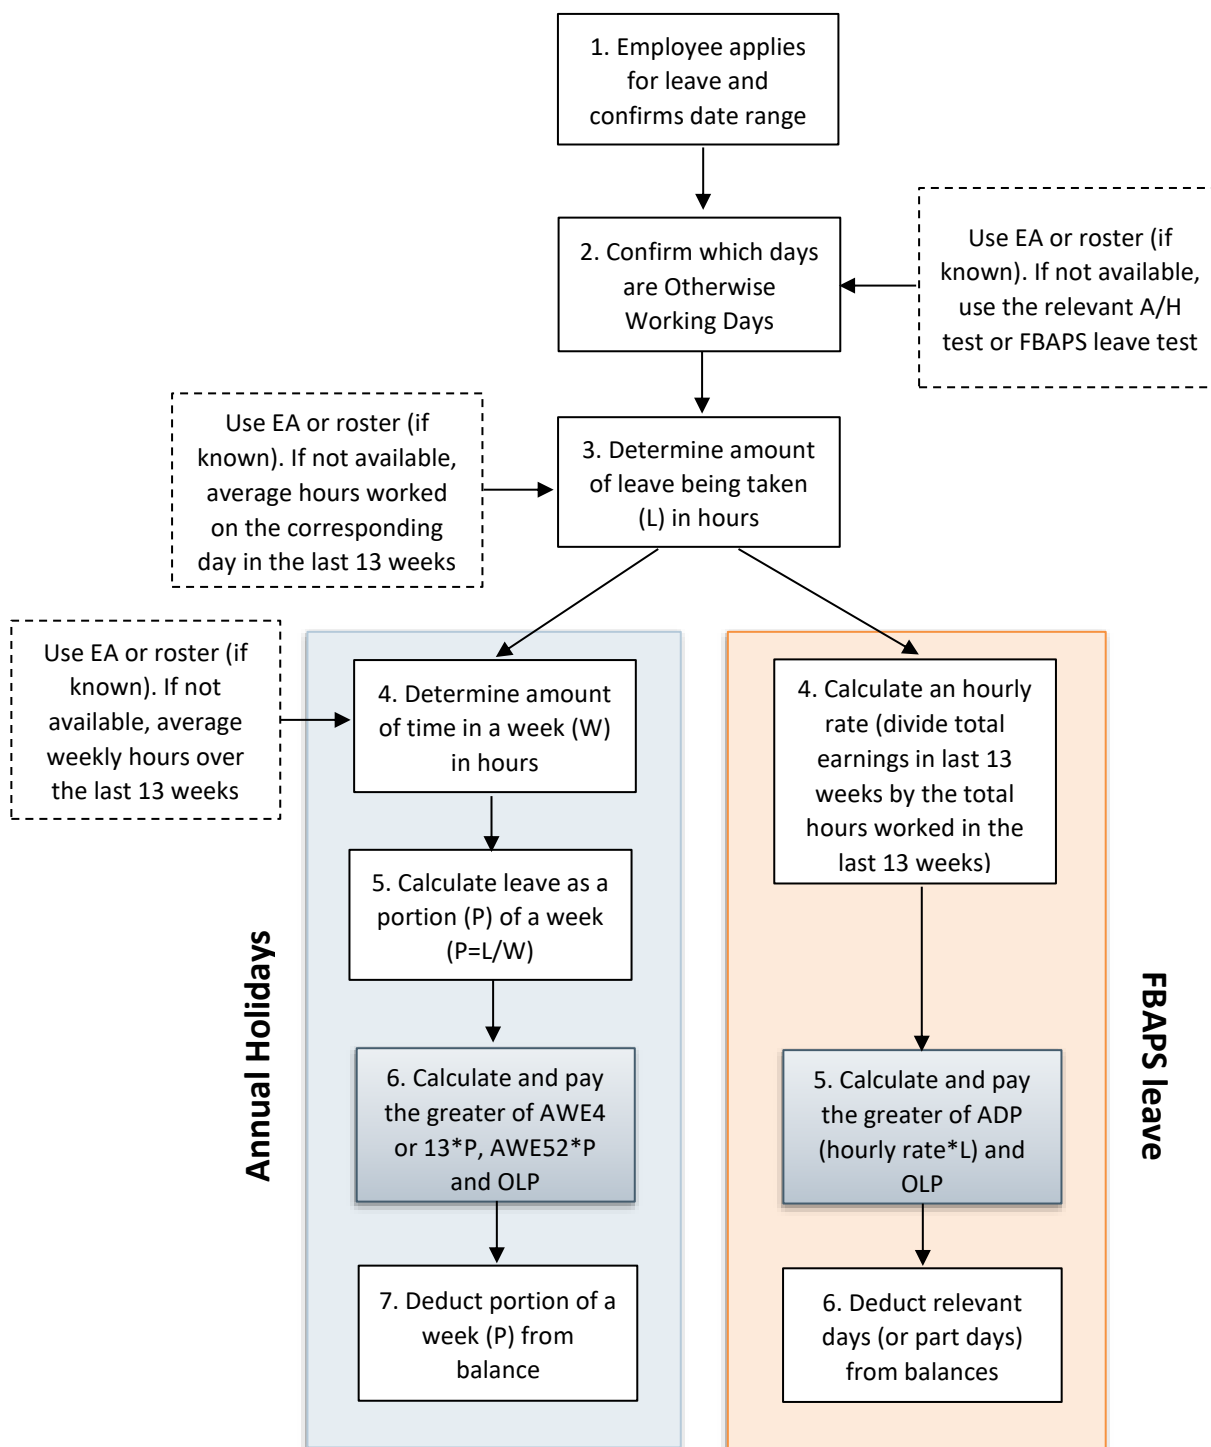 1. Employee applies
for leave and
confirms date range
2. Confirm which days
are Otherwise
Working Days
Use EA or roster (if
known). If not available,
use the relevant A/H
test or FBAPS leave test
Use EA or roster (if
known). If not available,
average hours worked
on the corresponding
day in the last 13 weeks
3. Determine amount
of leave being taken
(L) in hours
Use EA or roster (if
known). If not
available, average
weekly hours over
the last 13 weeks
Annual Holidays
4. Determine amount
of time in a week (W)
in hours
5. Calculate leave as a
portion (P) of a week
(P=L/W)
6. Calculate and pay
the greater of AWE4
or 13*P, AWE52*P
and OLP
7. Deduct portion of a
week (P) from
balance
FBAPS leave
4. Calculate an hourly
rate (divide total
earnings in last 13
weeks by the total
hours worked in the
last 13 weeks)
5. Calculate and pay
the greater of ADP
(hourly rate*L) and
OLP
6. Deduct relevant
days (or part days)
from balances